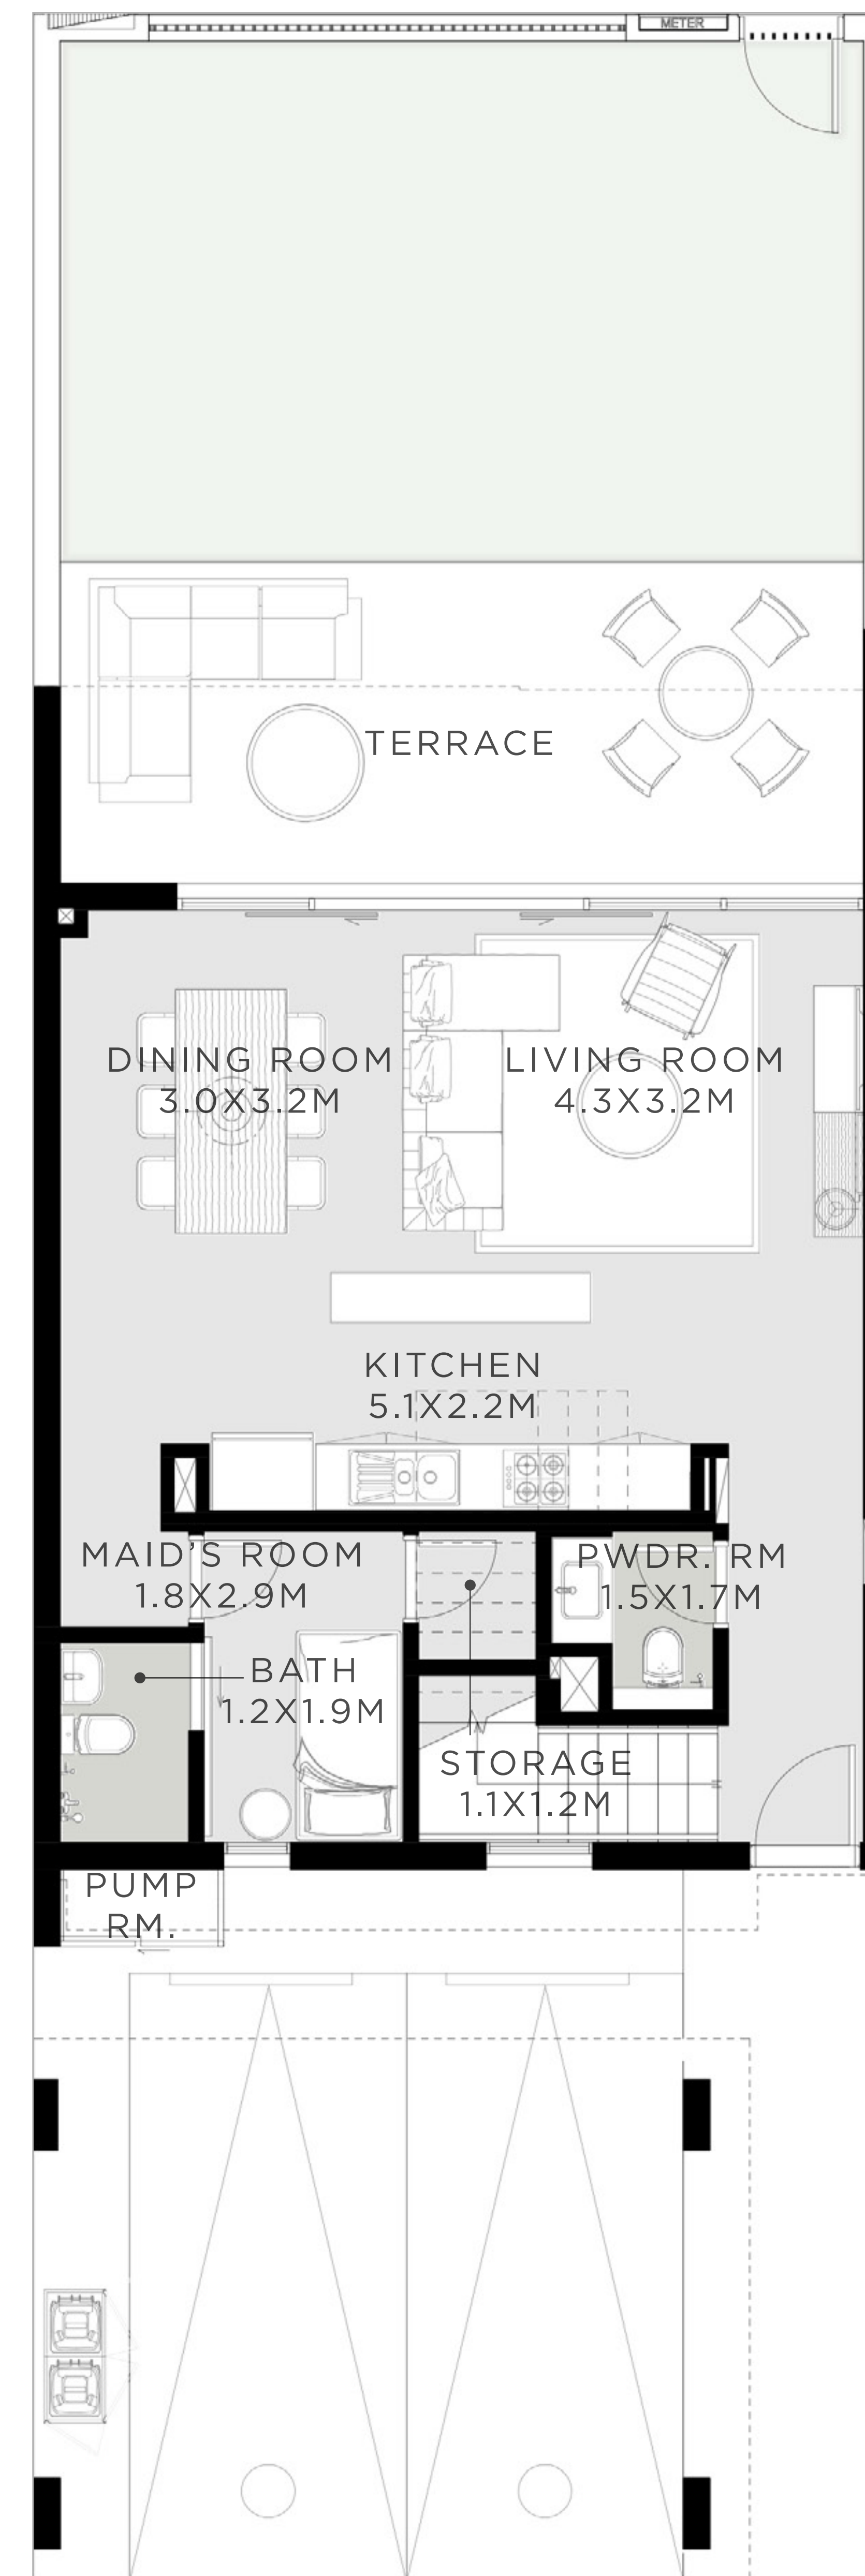 METER
TERRACE
DINING ROOM
3.0X3.2M
LIVING ROOM
4.3X3.2M
KITCHEN
5.1X2.2M
MAID'S ROOM
1.8X2.9M
PWDR. RM
1.5X1.7M
BATH
1.2X1.9M
STORAGE
1.1X1.2M
PUMP
RM.